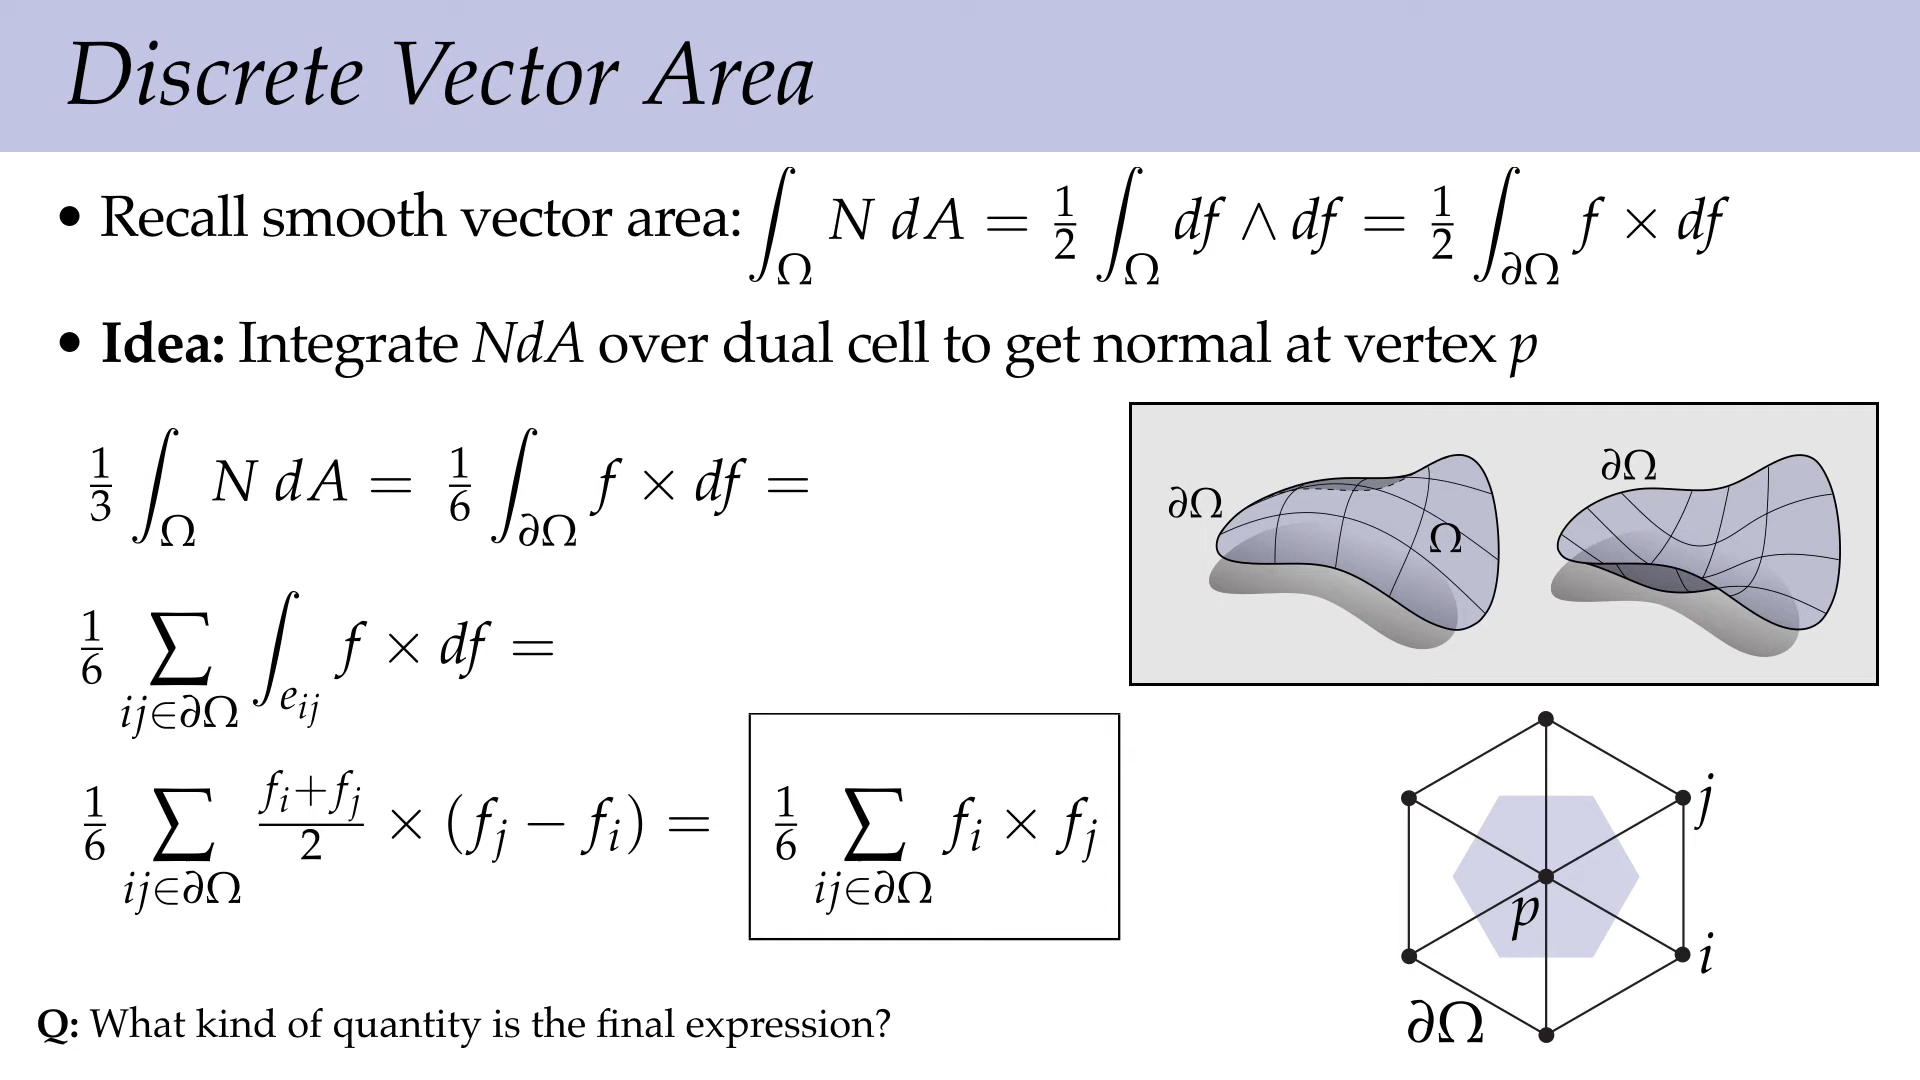 Discrete Vector Area
• Recall smooth vector area: ∫_Ω N dA = 1/2 ∫_Ω df ∧ df = 1/2 ∫_∂Ω f × df
• Idea: Integrate NdA over dual cell to get normal at vertex p
1/3 ∫_Ω N dA = 1/6 ∫_∂Ω f × df =
1/6 ∑_{ij∈∂Ω} ∫_{e_ij} f × df =
1/6 ∑_{ij∈∂Ω} (f_i+f_j)/2 × (f_j − f_i) = 1/6 ∑_{ij∈∂Ω} f_i × f_j
∂Ω
Ω
∂Ω
j
p
i
∂Ω
Q: What kind of quantity is the final expression?